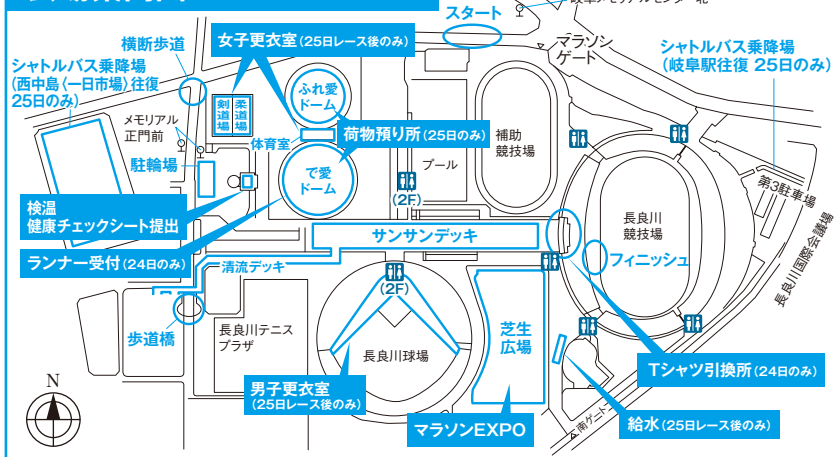 スタート
マラソン
ゲート
シャトルバス乗降場
(岐阜駅往復 25日のみ)
横断歩道
女子更衣室(25日レース後のみ)
シャトルバス乗降場
(西中島〈一日市場〉往復
25日のみ)
メモリアル
正門前
剣道場
柔道場
ふれ愛
ドーム
体育室
荷物預り所(25日のみ)
で愛
ドーム
駐輪場
プール
補助
競技場
(2F)
第3駐車場
長良川国際会議場
検温
健康チェックシート提出
ランナー受付(24日のみ)
サンサンデッキ
長良川
競技場
フィニッシュ
清流デッキ
(2F)
歩道橋
長良川テニス
プラザ
長良川球場
芝生
広場
Tシャツ引換所(24日のみ)
N
男子更衣室
(25日レース後のみ)
マラソンEXPO
南ゲート
給水(25日レース後のみ)